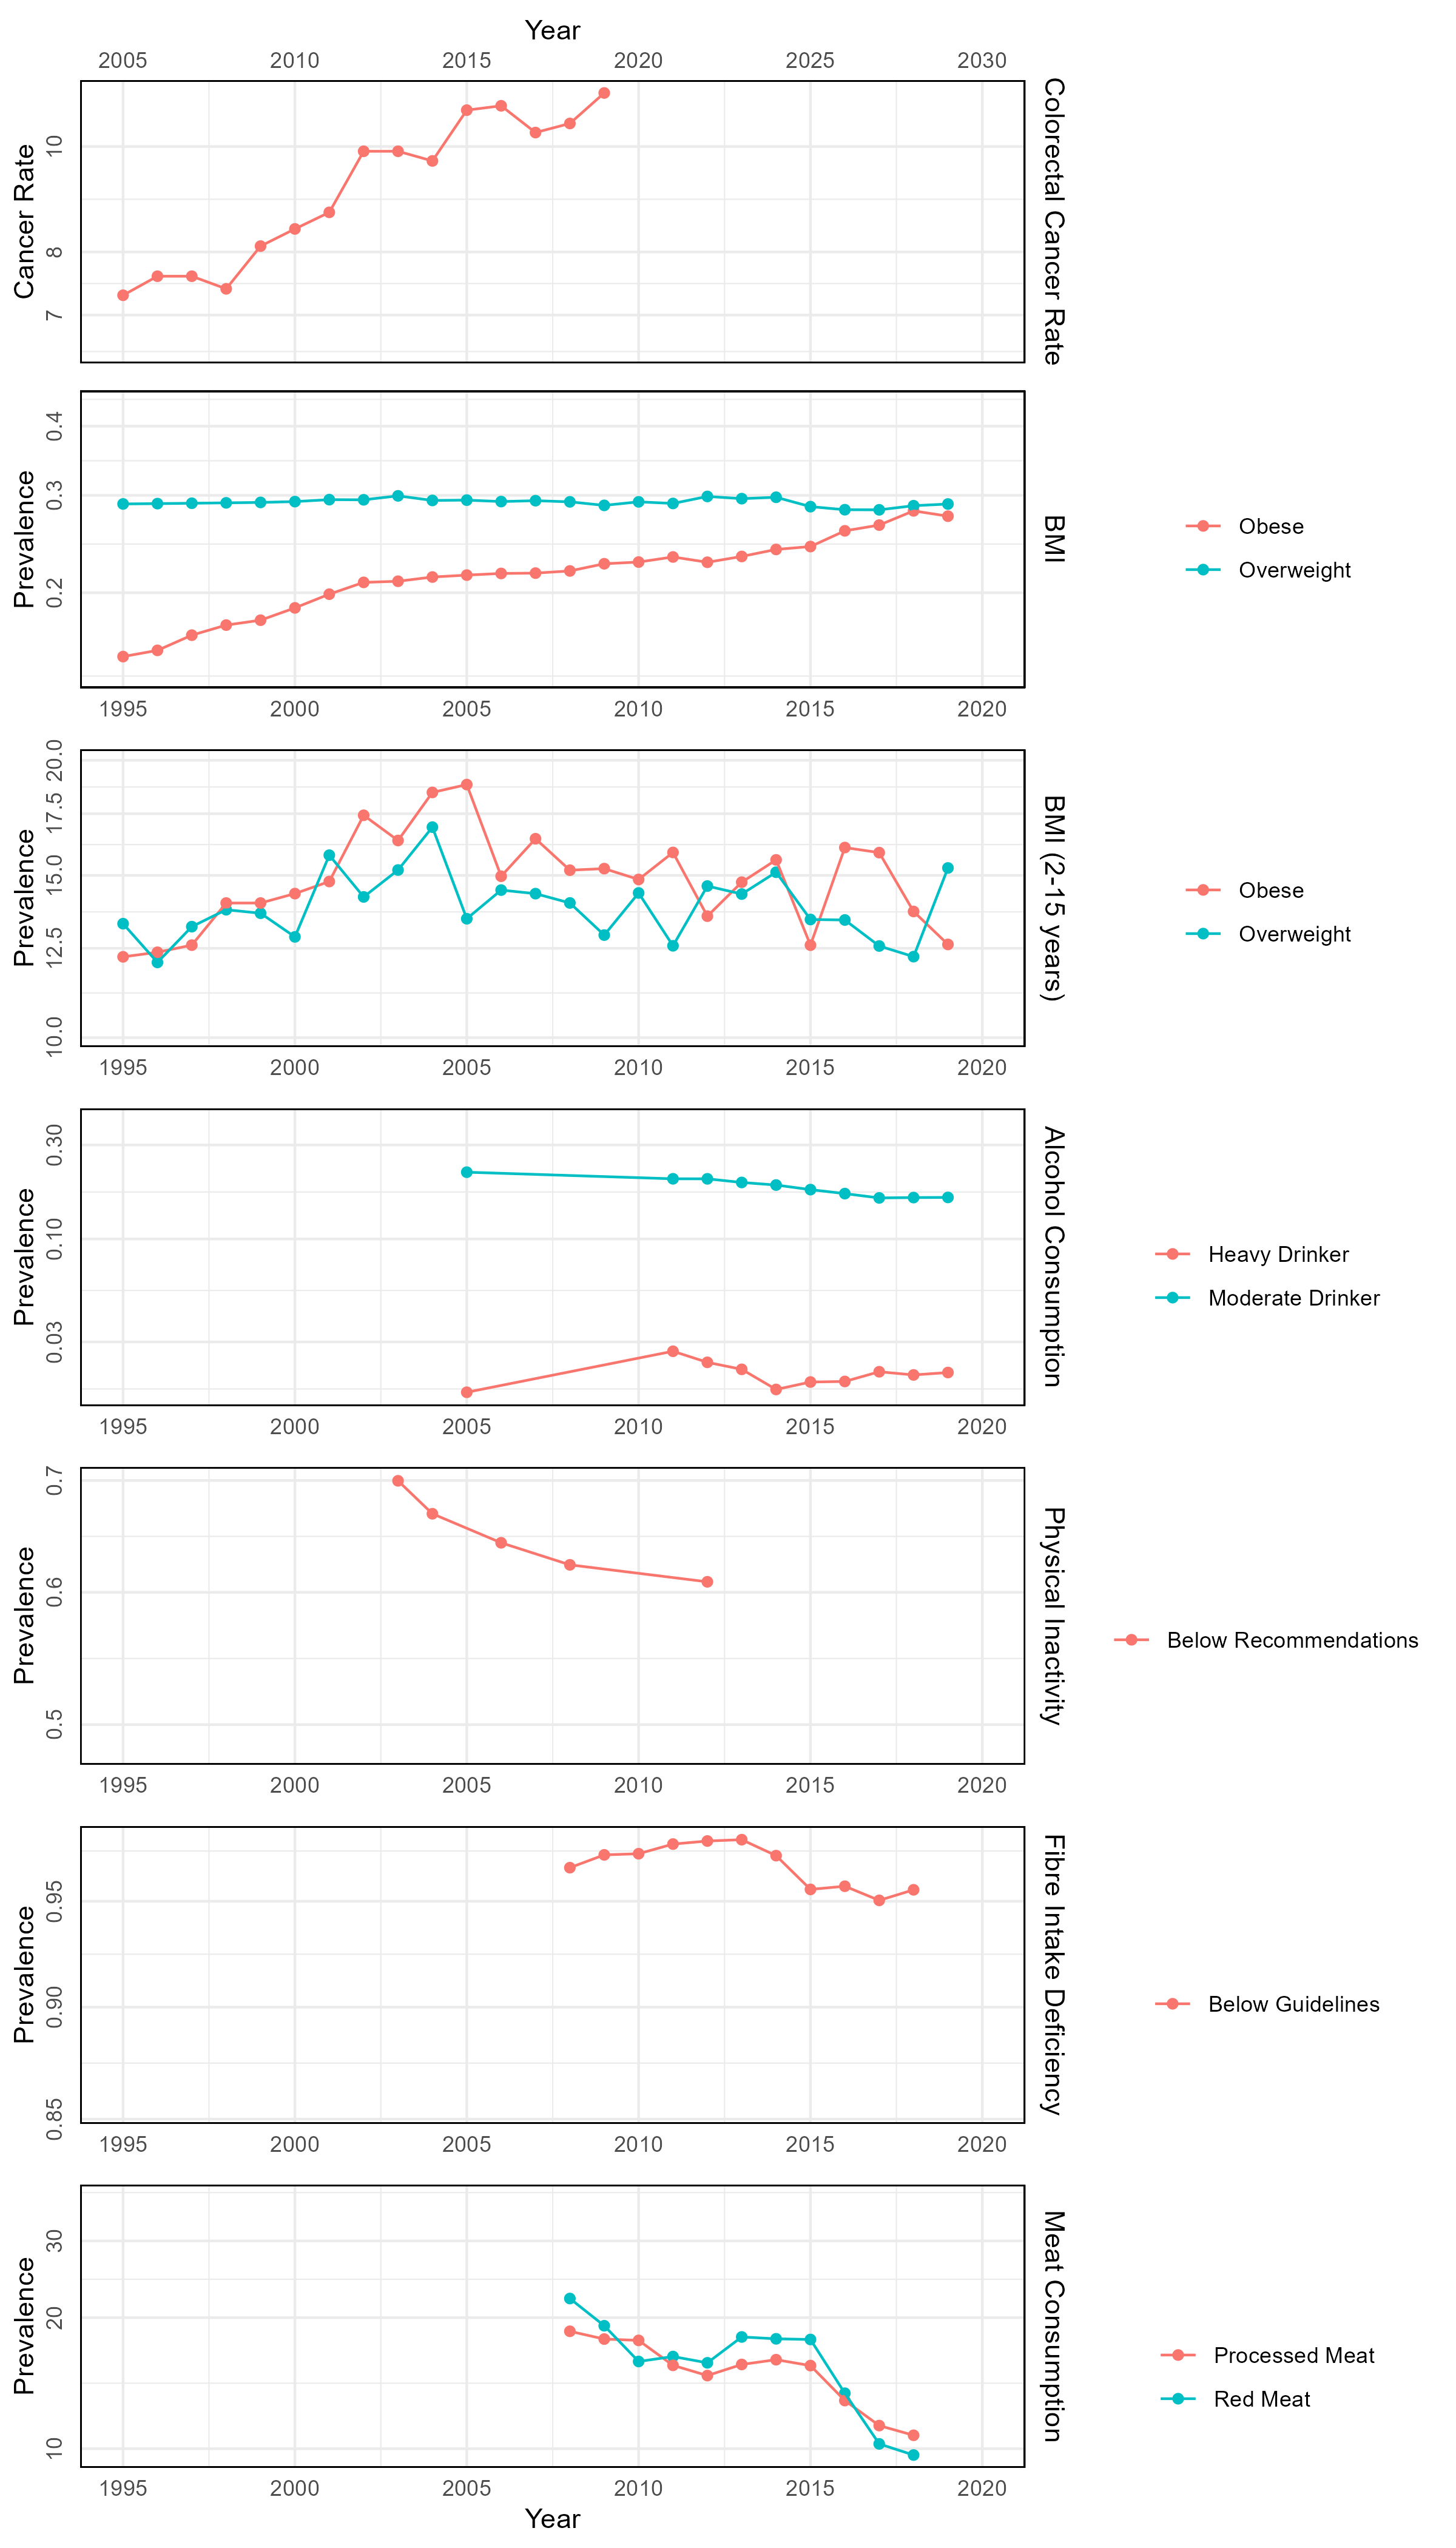 Year
2005 2010 2015 2020 2025 2030
Cancer Rate
10
8
7
Colorectal Cancer Rate
Prevalence
0.4
0.3
0.2
BMI
Obese
Overweight
1995 2000 2005 2010 2015 2020
Prevalence
20.0
17.5
15.0
12.5
10.0
BMI (2-15 years)
Obese
Overweight
1995 2000 2005 2010 2015 2020
Prevalence
0.30
0.10
0.03
Alcohol Consumption
Heavy Drinker
Moderate Drinker
1995 2000 2005 2010 2015 2020
Prevalence
0.7
0.6
0.5
Physical Inactivity
Below Recommendations
1995 2000 2005 2010 2015 2020
Prevalence
0.95
0.90
0.85
Fibre Intake Deficiency
Below Guidelines
1995 2000 2005 2010 2015 2020
Prevalence
30
20
10
Meat Consumption
Processed Meat
Red Meat
1995 2000 2005 2010 2015 2020
Year